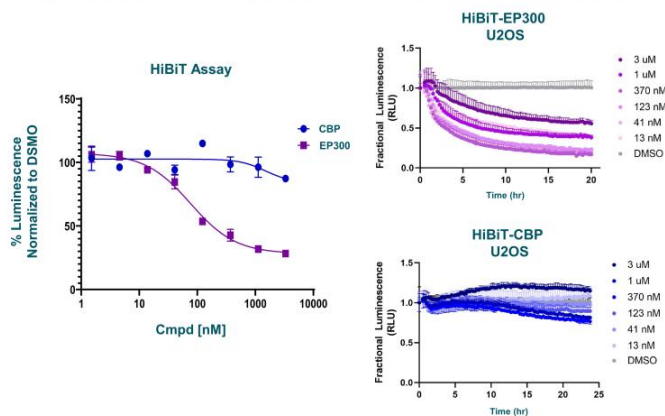 HiBiT Assay
% Luminescence
Normalized to DSMO
150
100
50
0
1
10
100
1000
10000
Cmpd [nM]
CBP
EP300
HiBiT-EP300
U2OS
Fractional Luminescence
(RLU)
1.5
1.0
0.5
0.0
0
5
10
15
20
Time (hr)
3 uM
1 uM
370 nM
123 nM
41 nM
13 nM
DMSO
HiBiT-CBP
U2OS
Fractional Luminescence
(RLU)
1.5
1.0
0.5
0.0
0
5
10
15
20
25
Time (hr)
3 uM
1 uM
370 nM
123 nM
41 nM
13 nM
DMSO